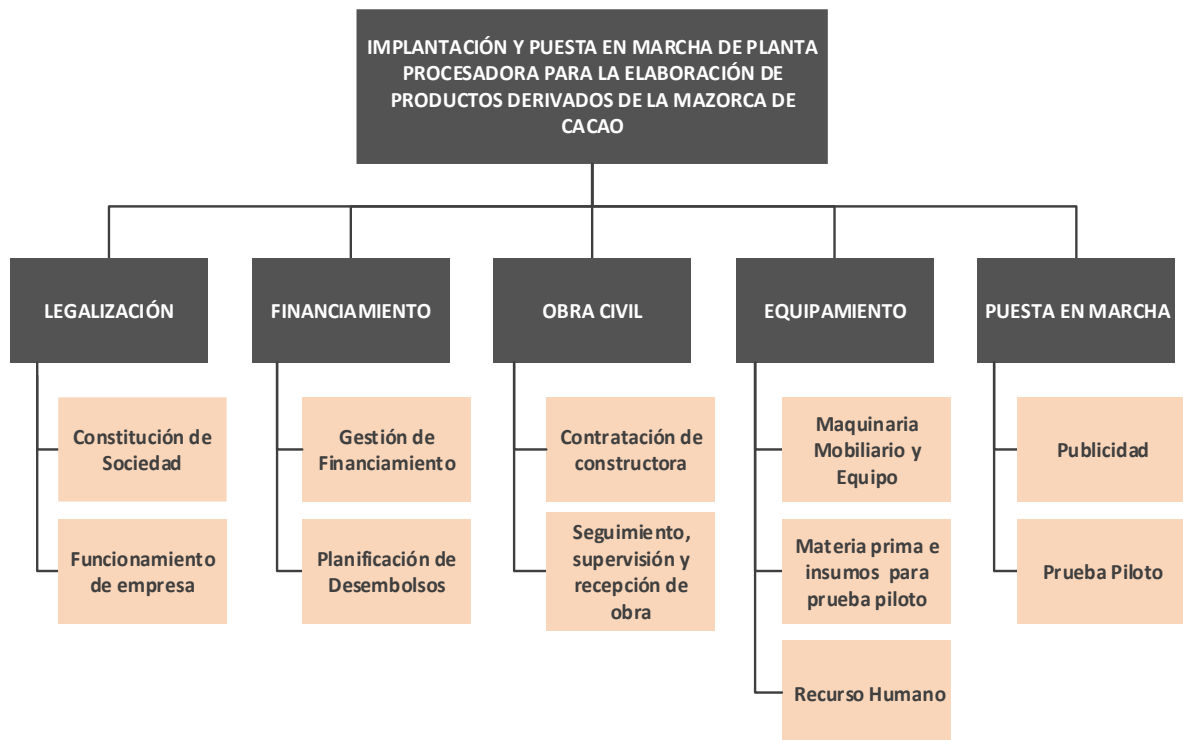 IMPLANTACIÓN Y PUESTA EN MARCHA DE PLANTA
PROCESADORA PARA LA ELABORACIÓN DE
PRODUCTOS DERIVADOS DE LA MAZORCA DE
CACAO
LEGALIZACIÓN
FINANCIAMIENTO
OBRA CIVIL
EQUIPAMIENTO
PUESTA EN MARCHA
Constitución de
Sociedad
Funcionamiento
de empresa
Gestión de
Financiamiento
Planificación de
Desembolsos
Contratación de
constructora
Seguimiento,
supervisión y
recepción de
obra
Maquinaria
Mobiliario y
Equipo
Materia prima e
insumos para
prueba piloto
Recurso Humano
Publicidad
Prueba Piloto